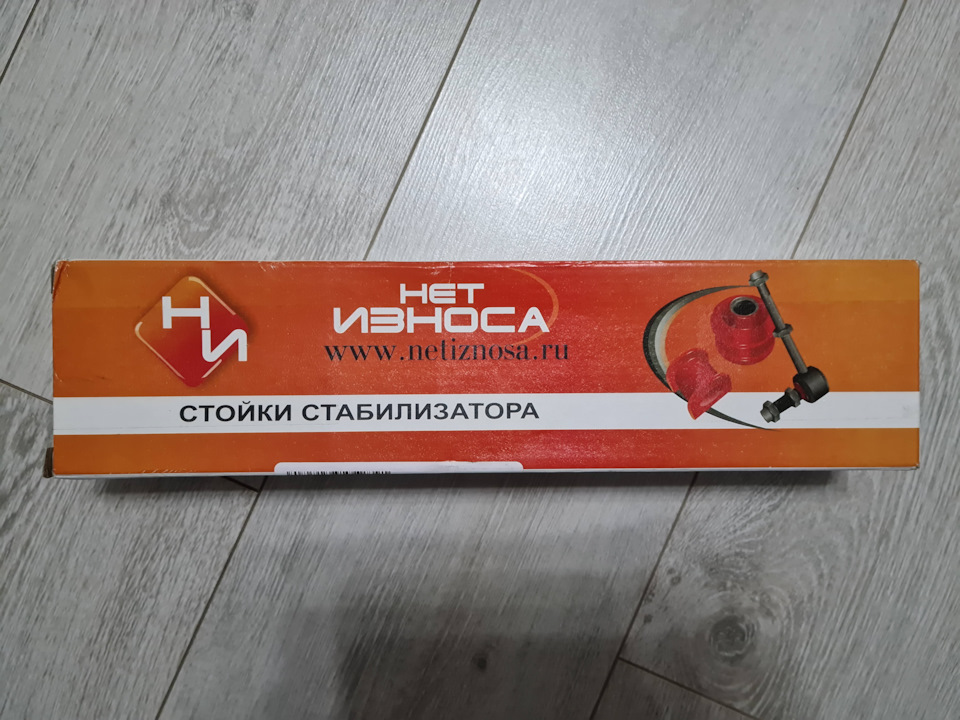 НИ
НЕТ
ИЗНОСА
www.netiznosa.ru
СТОЙКИ СТАБИЛИЗАТОРА